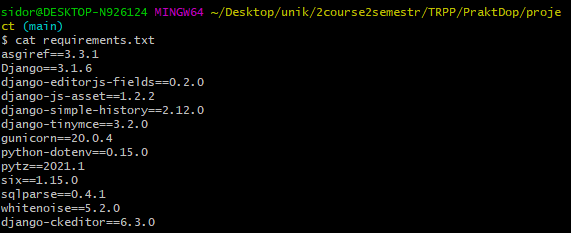 sidor@DESKTOP-N926124 MINGW64 ~/Desktop/unik/2course2semestr/TRPP/PraktDop/proje
ct (main)
$ cat requirements.txt
asgiref==3.3.1
Django==3.1.6
django-editorjs-fields==0.2.0
django-js-asset==1.2.2
django-simple-history==2.12.0
django-tinymce==3.2.0
gunicorn==20.0.4
python-dotenv==0.15.0
pytz==2021.1
six==1.15.0
sqlparse==0.4.1
whitenoise==5.2.0
django-ckeditor==6.3.0